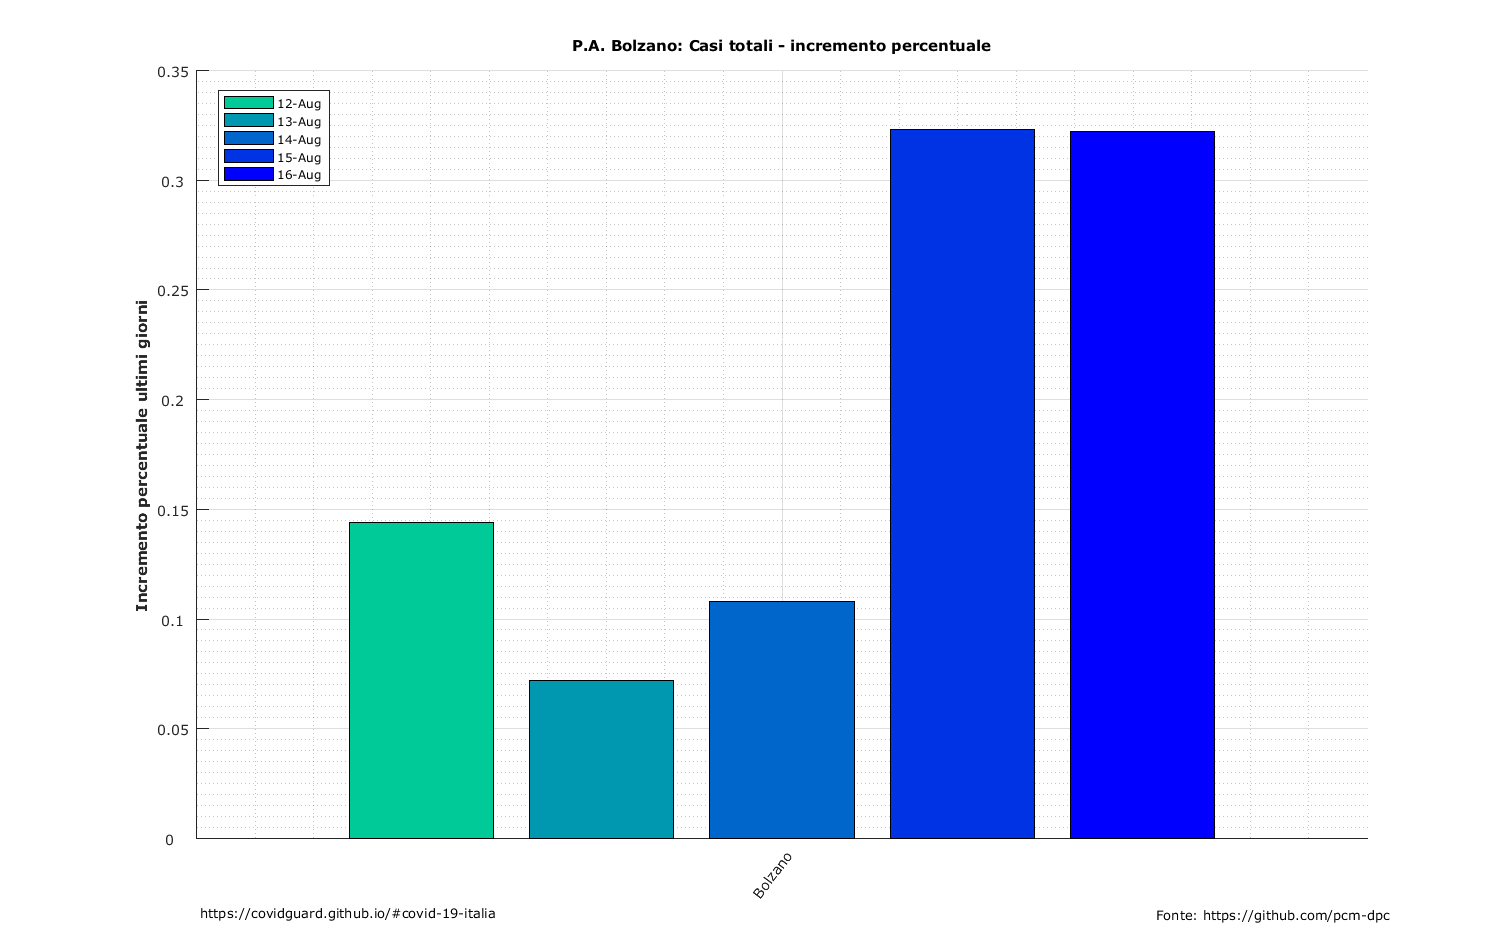 P.A. Bolzano: Casi totali - incremento percentuale
0.35
0.3
0.25
0.2
0.15
0.1
0.05
0
Incremento percentuale ultimi giorni
12-Aug
13-Aug
14-Aug
15-Aug
16-Aug
Bolzano
https://covidguard.github.io/#covid-19-italia
Fonte: https://github.com/pcm-dpc